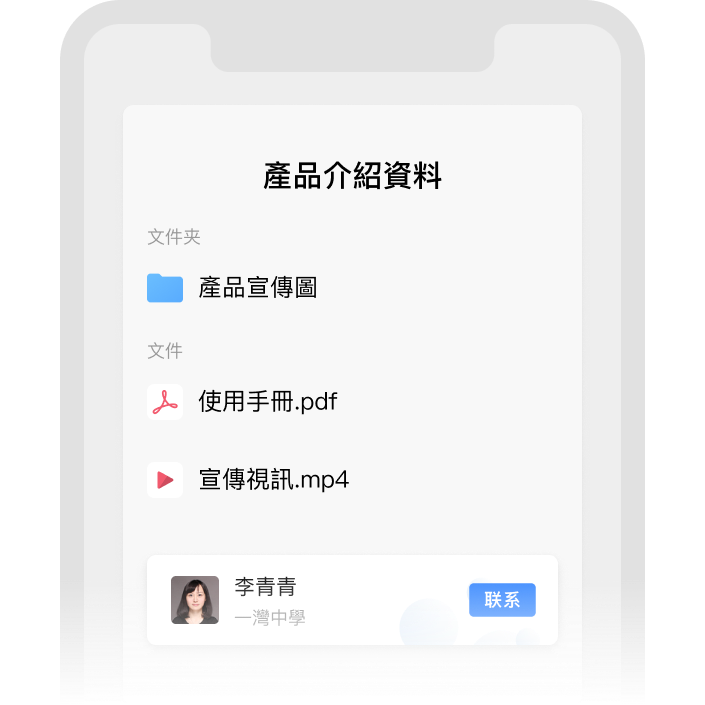 產品介紹資料
文件夹
產品宣傳圖
文件
使用手冊.pdf
宣傳視訊.mp4
李青青
一灣中學
联系